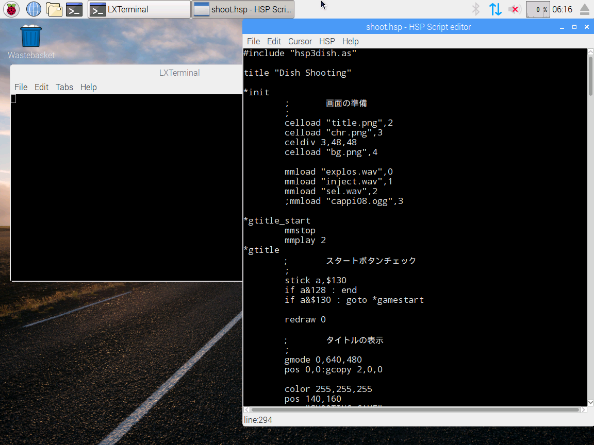 LXTerminal
shoot.hsp - HSP Scri...
0 %
06:16
Wastebasket
LXTerminal
File Edit Tabs Help
shoot.hsp - HSP Script editor
File Edit Cursor HSP Help
#include "hsp3dish.as"
title "Dish Shooting"
*init
; 画面の準備
;
celload "title.png",2
celload "chr.png",3
celdiv 3,48,48
celload "bg.png",4
mmload "explos.wav",0
mmload "inject.wav",1
mmload "sel.wav",2
;mmload "cappi08.ogg",3
*gtitle_start
mmstop
mmplay 2
*gtitle
; スタートボタンチェック
;
stick a,$130
if a&128 : end
if a&$130 : goto *gamestart
redraw 0
; タイトルの表示
;
gmode 0,640,480
pos 0,0:gcopy 2,0,0
color 255,255,255
pos 140,160
line:294